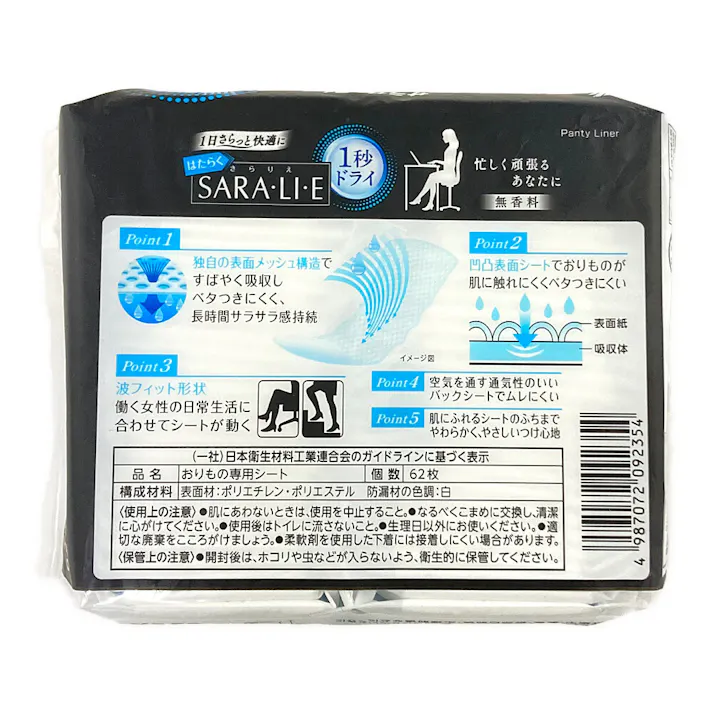 1日さらっと快適に
はたらく
さらりえ
SARA・LI・E
1秒
ドライ
忙しく頑張る
あなたに
無香料
Panty Liner
Point1
独自の表面メッシュ構造で
すばやく吸収し
ベタつきにくく、
長時間サラサラ感持続
イメージ図
Point2
凹凸表面シートでおりものが
肌に触れにくくベタつきにくい
表面紙
吸収体
Point3
波フィット形状
働く女性の日常生活に
合わせてシートが動く
Point4
空気を通す通気性のいい
バックシートでムレにくい
Point5
肌にふれるシートのふちまで
やわらかく、やさしいつけ心地
(一社)日本衛生材料工業連合会のガイドラインに基づく表示
品名 おりもの専用シート 個数 62枚
構成材料 表面材:ポリエチレン・ポリエステル 防漏材の色調:白
〈使用上の注意〉●肌にあわないときは、使用を中止すること。●なるべくこまめに交換し、清潔
に心がけてください。●使用後はトイレに流さないこと。●生理日以外にお使いください。●適
切な廃棄をこころがけましょう。●柔軟剤を使用した下着には接着しにくい場合があります。
〈保管上の注意〉●開封後は、ホコリや虫などが入らないよう、衛生的に保管してください。
4 987072 092354